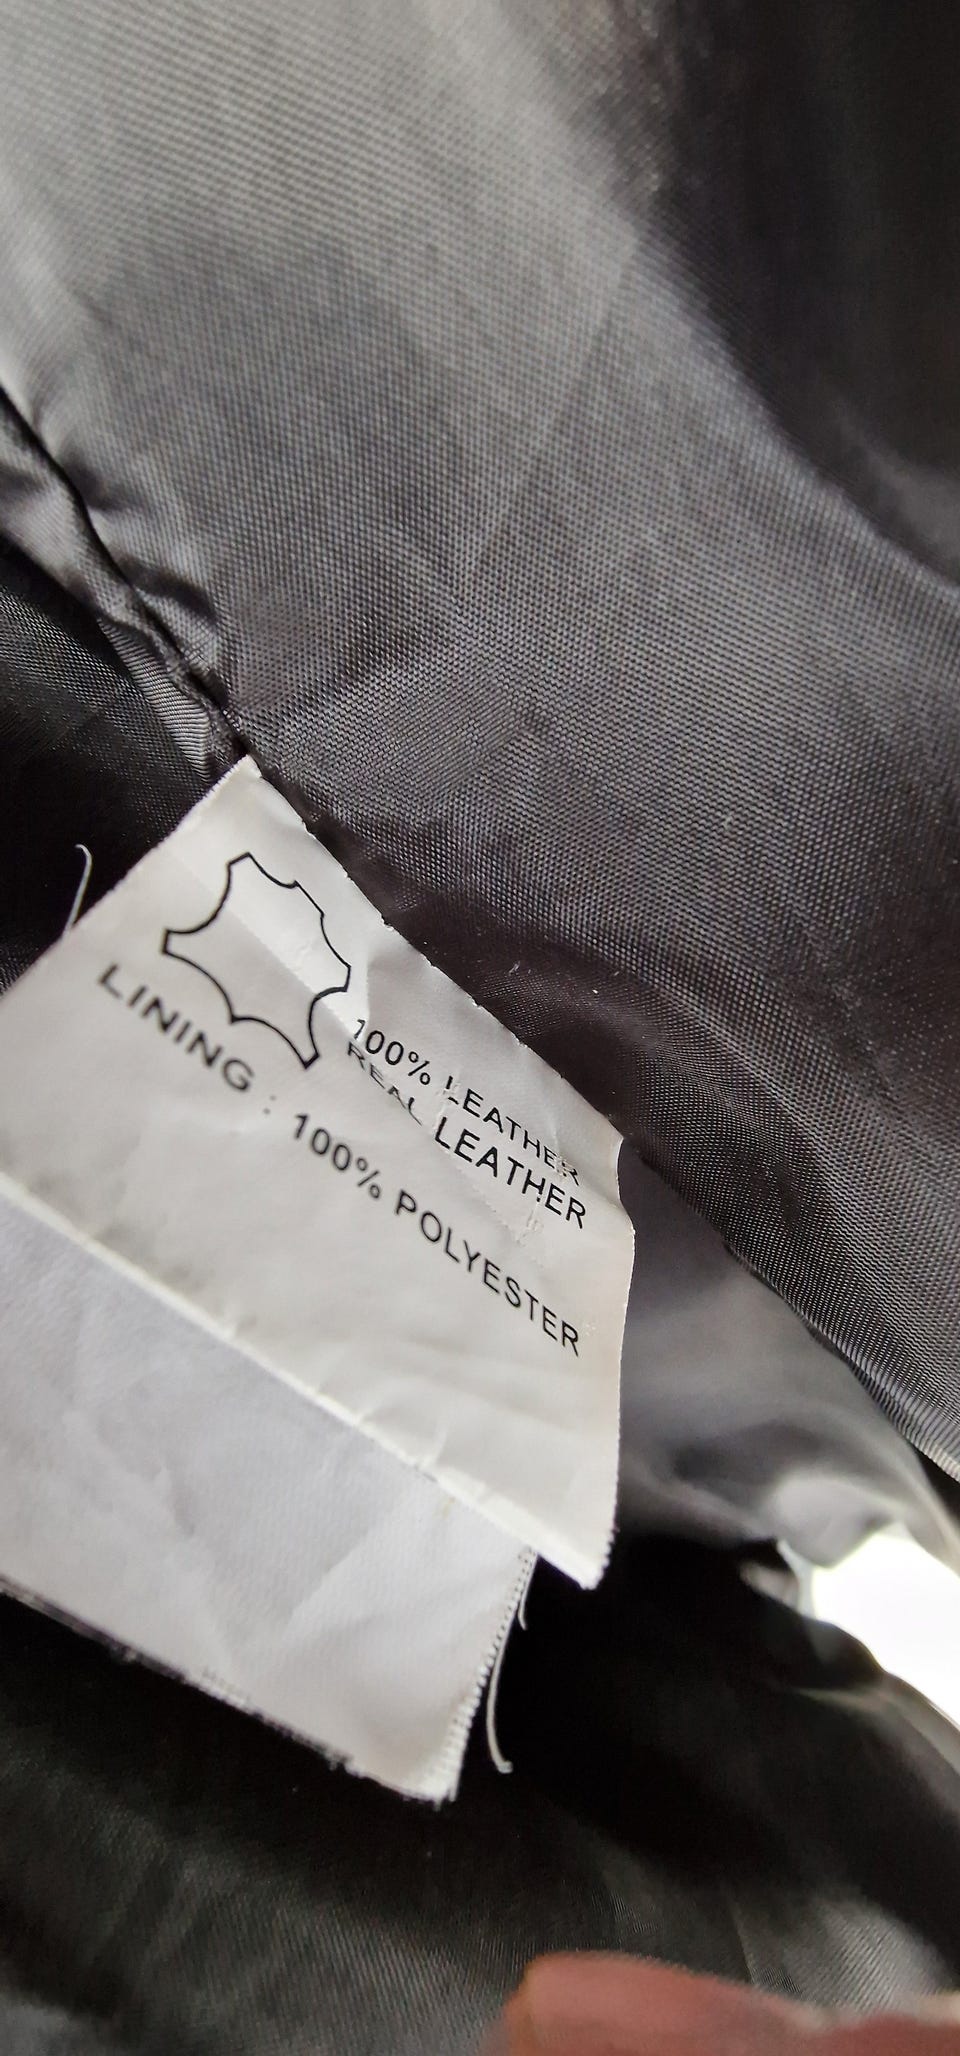 100% LEATHER
REAL LEATHER
LINING : 100% POLYESTER